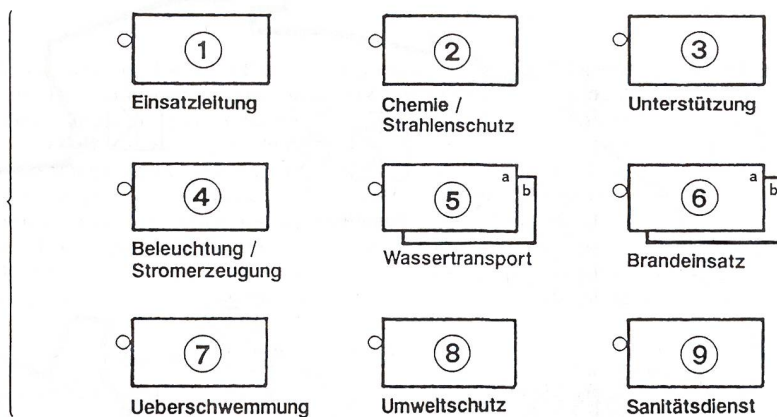 1
2
3
Einsatzleitung
Chemie /
Strahlenschutz
Unterstützung
4
5
a
b
6
a
b
Beleuchtung /
Stromerzeugung
Wassertransport
Brandeinsatz
7
8
9
Ueberschwemmung
Umweltschutz
Sanitätsdienst